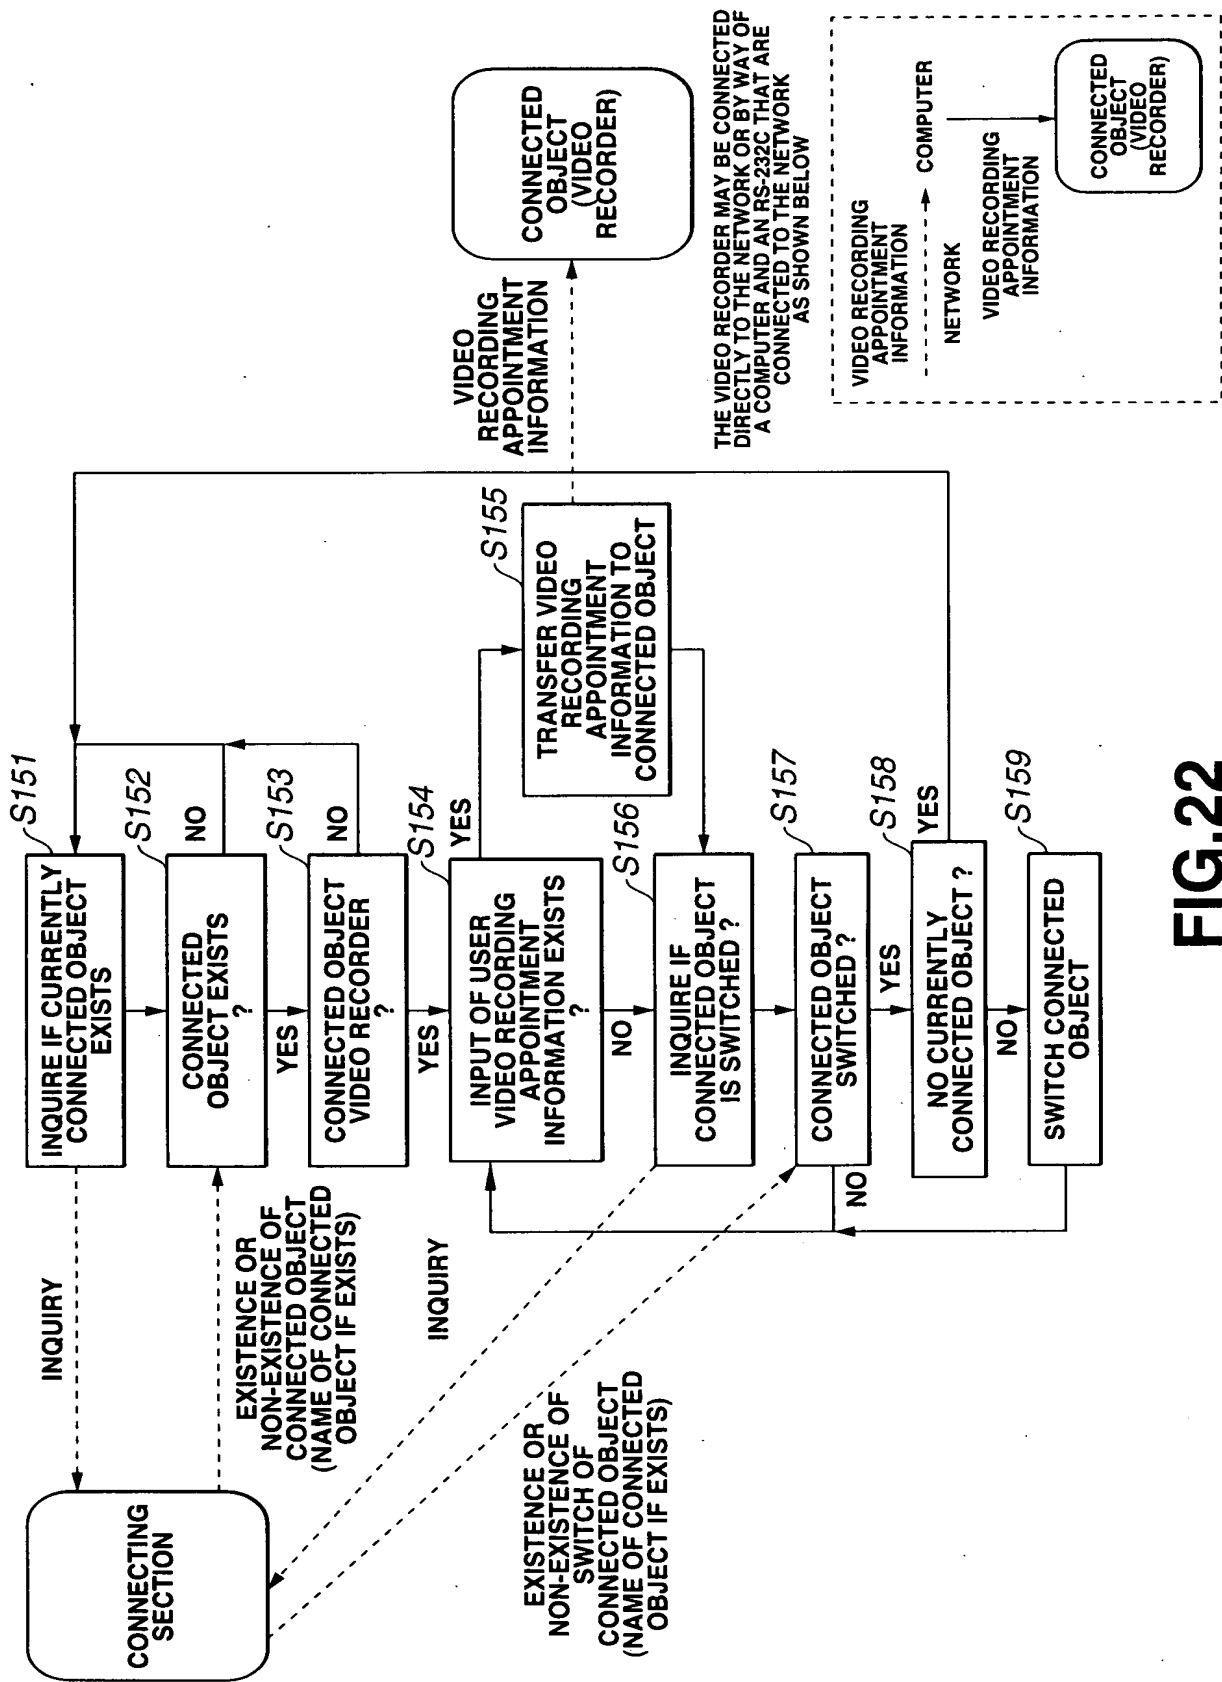 CONNECTING
SECTION
INQUIRY
EXISTENCE OR
NON-EXISTENCE OF
CONNECTED OBJECT
(NAME OF CONNECTED
OBJECT IF EXISTS)
INQUIRY
EXISTENCE OR
NON-EXISTENCE OF
SWITCH OF
CONNECTED OBJECT
(NAME OF CONNECTED
OBJECT IF EXISTS)
S151
INQUIRE IF CURRENTLY
CONNECTED OBJECT
EXISTS
S152
CONNECTED
OBJECT EXISTS
?
NO
YES
S153
CONNECTED OBJECT
VIDEO RECORDER
?
NO
YES
S154
INPUT OF USER
VIDEO RECORDING
APPOINTMENT
INFORMATION EXISTS
?
YES
NO
S155
TRANSFER VIDEO
RECORDING
APPOINTMENT
INFORMATION TO
CONNECTED OBJECT
S156
INQUIRE IF
CONNECTED OBJECT
IS SWITCHED ?
S157
CONNECTED OBJECT
SWITCHED ?
NO
YES
S158
NO CURRENTLY
CONNECTED OBJECT ?
YES
NO
S159
SWITCH CONNECTED
OBJECT
VIDEO
RECORDING
APPOINTMENT
INFORMATION
CONNECTED
OBJECT
(VIDEO
RECORDER)
THE VIDEO RECORDER MAY BE CONNECTED
DIRECTLY TO THE NETWORK OR BY WAY OF
A COMPUTER AND AN RS-232C THAT ARE
CONNECTED TO THE NETWORK
AS SHOWN BELOW
VIDEO RECORDING
APPOINTMENT
INFORMATION
NETWORK
COMPUTER
VIDEO RECORDING
APPOINTMENT
INFORMATION
CONNECTED
OBJECT
(VIDEO
RECORDER)
FIG.22